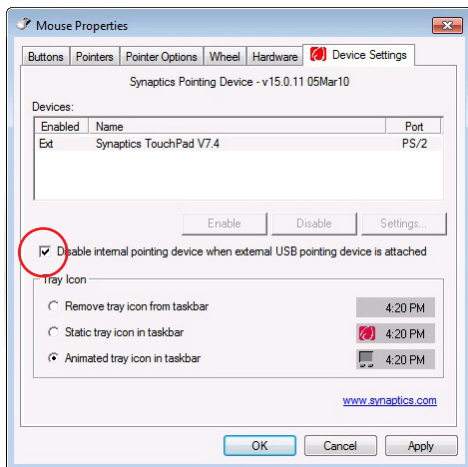 Mouse Properties
Buttons Pointers Pointer Options Wheel Hardware Device Settings
Synaptics Pointing Device - v15.0.11 05Mar10
Devices:
Enabled Name Port
Ext Synaptics TouchPad V7.4 PS/2
Enable Disable Settings...
Disable internal pointing device when external USB pointing device is attached
Tray Icon
Remove tray icon from taskbar 4:20 PM
Static tray icon in taskbar 4:20 PM
Animated tray icon in taskbar 4:20 PM
www.synaptics.com
OK Cancel Apply